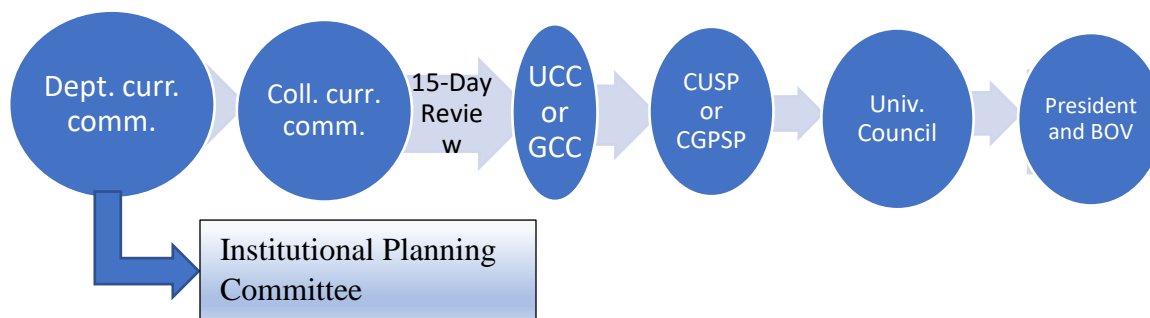 Dept. curr.
comm.
Coll. curr.
comm.
15-Day
Revie
w
UCC
or
GCC
CUSP
or
CGPSP
Univ.
Council
President
and BOV
Institutional Planning
Committee